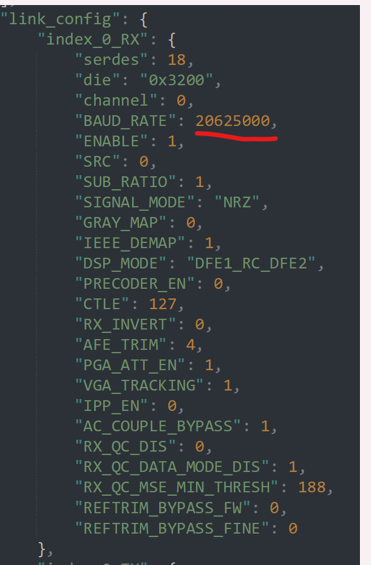 "link_config": {
"index_0_RX": {
"serdes": 18,
"die": "0x3200",
"channel": 0,
"BAUD_RATE": 20625000,
"ENABLE": 1,
"SRC": 0,
"SUB_RATIO": 1,
"SIGNAL_MODE": "NRZ",
"GRAY_MAP": 0,
"IEEE_DEMAP": 1,
"DSP_MODE": "DFE1_RC_DFE2",
"PRECODER_EN": 0,
"CTLE": 127,
"RX_INVERT": 0,
"AFE_TRIM": 4,
"PGA_ATT_EN": 1,
"VGA_TRACKING": 1,
"IPP_EN": 0,
"AC_COUPLE_BYPASS": 1,
"RX_QC_DIS": 0,
"RX_QC_DATA_MODE_DIS": 1,
"RX_QC_MSE_MIN_THRESH": 188,
"REFTRIM_BYPASS_FW": 0,
"REFTRIM_BYPASS_FINE": 0
},